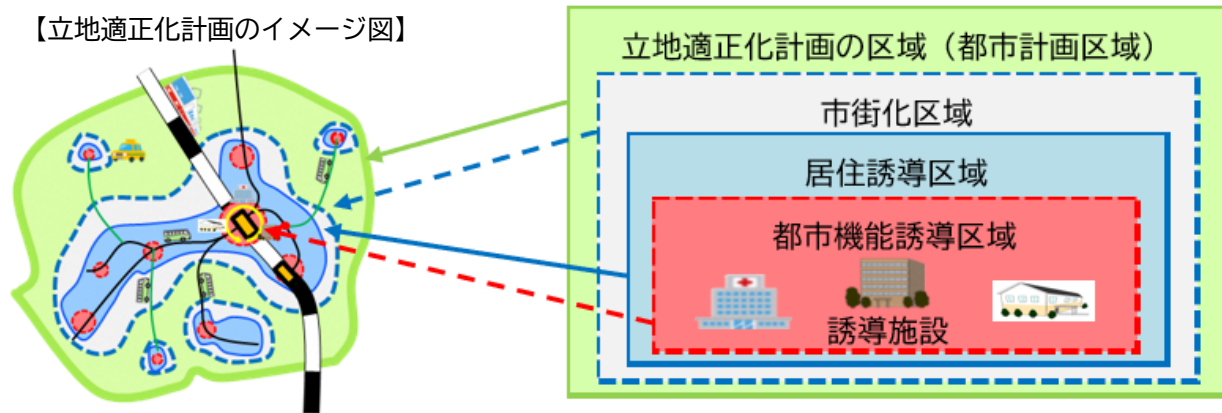 【立地適正化計画のイメージ図】
立地適正化計画の区域（都市計画区域）
市街化区域
居住誘導区域
都市機能誘導区域
誘導施設